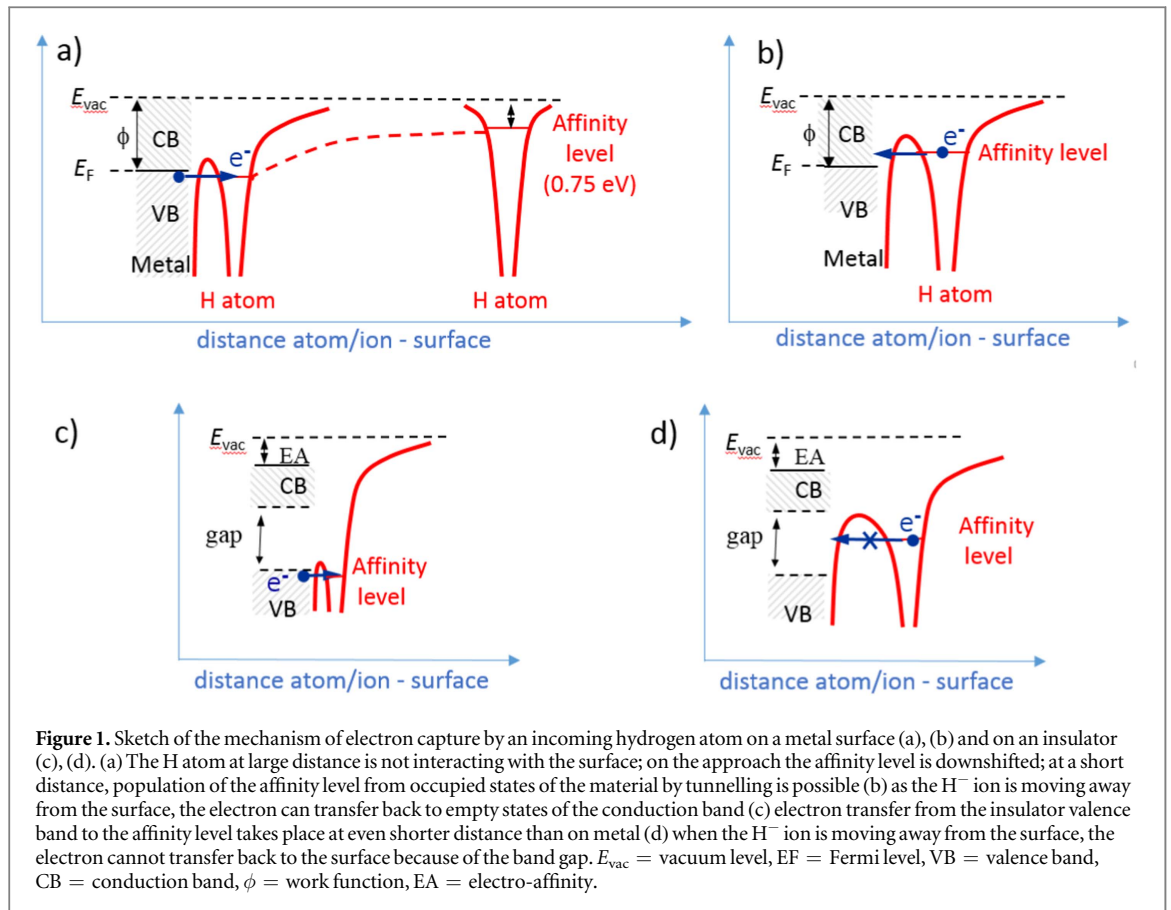 a)
E_vac
ϕ
CB
e-
E_F
VB
Metal
H atom
Affinity
level
(0.75 eV)
H atom
distance atom/ion - surface
b)
E_vac
ϕ
CB
e-
Affinity level
E_F
VB
Metal
H atom
distance atom/ion - surface
c)
E_vac
EA
CB
gap
e-
Affinity
level
VB
distance atom/ion - surface
d)
E_vac
EA
CB
gap
e-
Affinity
level
VB
distance atom/ion - surface
Figure 1. Sketch of the mechanism of electron capture by an incoming hydrogen atom on a metal surface (a), (b) and on an insulator
(c), (d). (a) The H atom at large distance is not interacting with the surface; on the approach the affinity level is downshifted; at a short
distance, population of the affinity level from occupied states of the material by tunnelling is possible (b) as the H⁻ ion is moving away
from the surface, the electron can transfer back to empty states of the conduction band (c) electron transfer from the insulator valence
band to the affinity level takes place at even shorter distance than on metal (d) when the H⁻ ion is moving away from the surface, the
electron cannot transfer back to the surface because of the band gap. E_vac = vacuum level, EF = Fermi level, VB = valence band,
CB = conduction band, ϕ = work function, EA = electro-affinity.